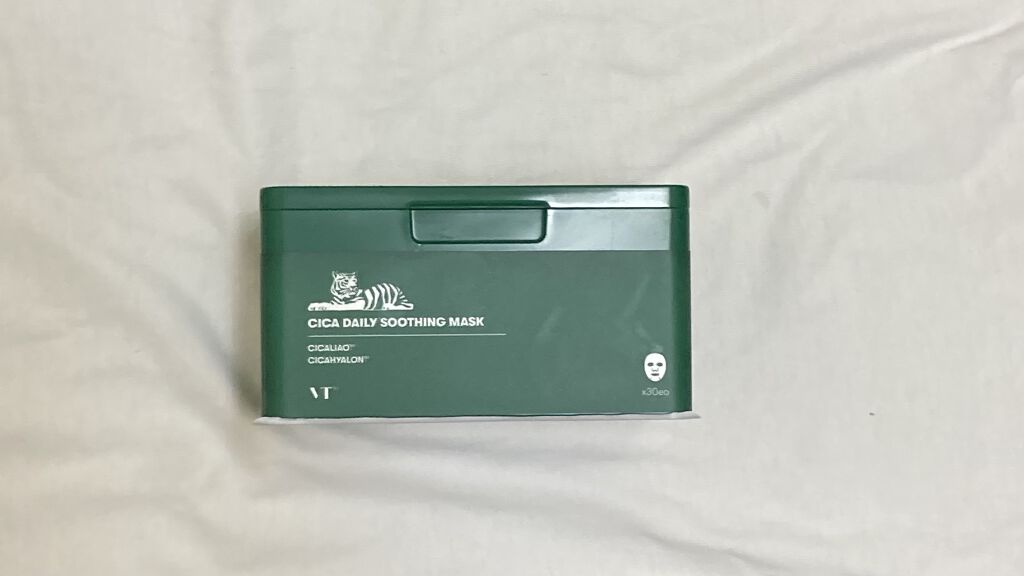 CICA DAILY SOOTHING MASK
CICALIAO™
CICAHYALON™
VT
x30ea